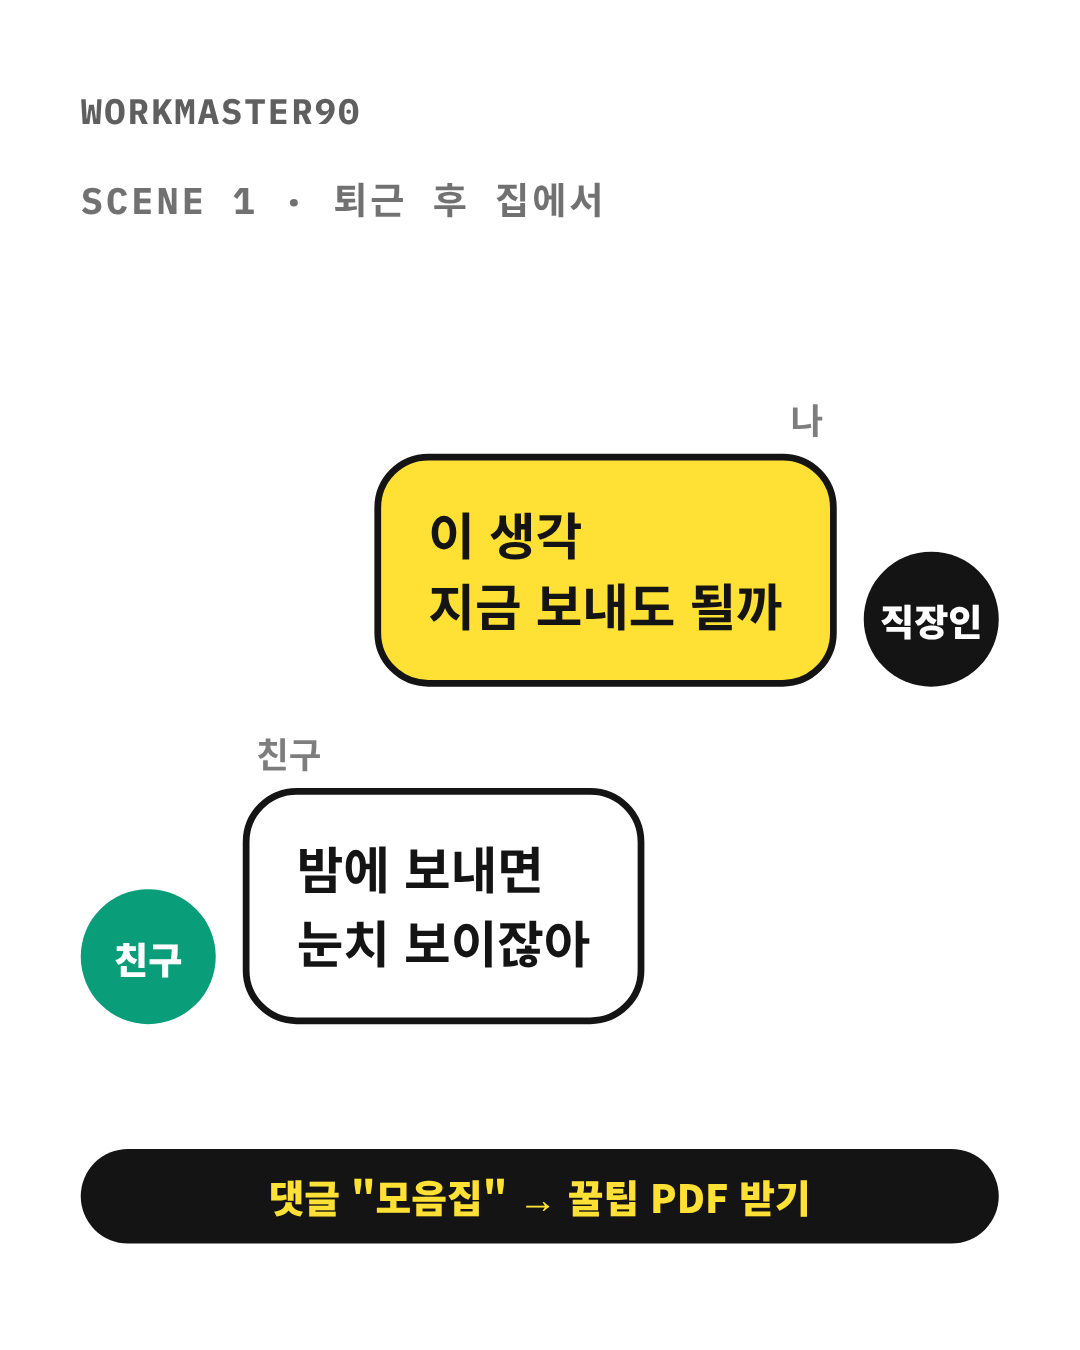 WORKMASTER90
SCENE 1 · 퇴근 후 집에서
나
이 생각
지금 보내도 될까
직장인
친구
밤에 보내면
눈치 보이잖아
친구
댓글 "모음집" → 꿀팁 PDF 받기